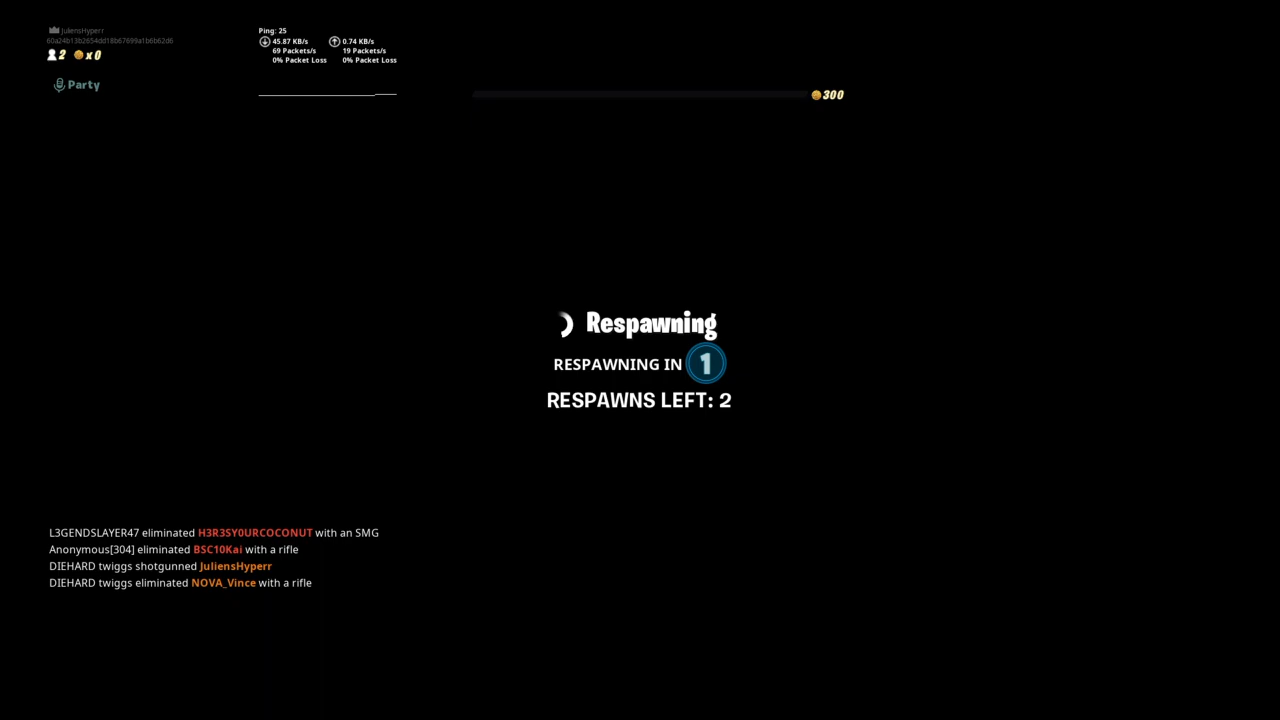 JuliensHyperr
60a24b13b2654dd18b67699a1b6b62d6
2 x0
Party
Ping: 25
45.87 KB/s 0.74 KB/s
69 Packets/s 19 Packets/s
0% Packet Loss 0% Packet Loss
300
Respawning
RESPAWNING IN 1
RESPAWNS LEFT: 2
L3GENDSLAYER47 eliminated H3R3SY0URCOCONUT with an SMG
Anonymous[304] eliminated BSC10Kai with a rifle
DIEHARD twiggs shotgunned JuliensHyperr
DIEHARD twiggs eliminated NOVA_Vince with a rifle